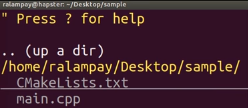 ralampay@hapster: ~/Desktop/sample
" Press ? for help
.. (up a dir)
/home/ralampay/Desktop/sample/
CMakeLists.txt
main.cpp